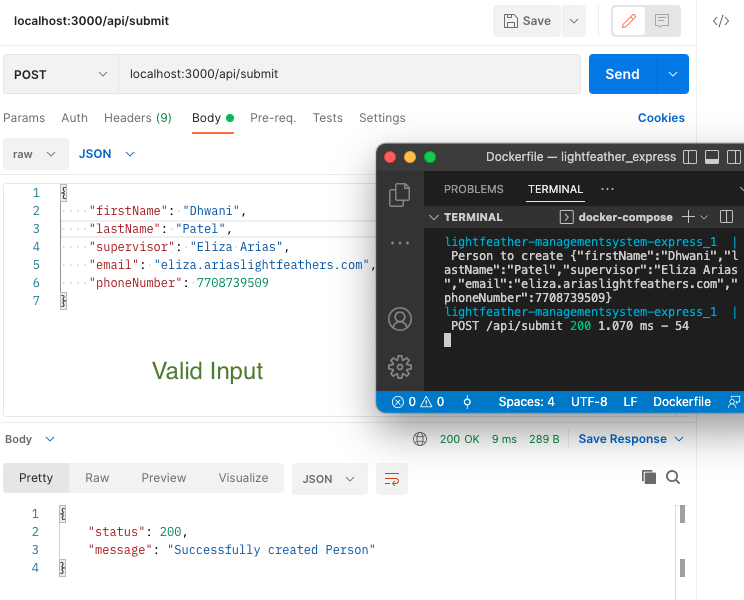 localhost:3000/api/submit
Save
</>
POST
localhost:3000/api/submit
Send
Params Auth Headers (9) Body Pre-req. Tests Settings Cookies
raw JSON
1 {
2 ····"firstName":·"Dhwani",
3 ····"lastName":·"Patel",
4 ····"supervisor":·"Eliza·Arias",
5 ····"email":·"eliza.ariaslightfeathers.com",
6 ····"phoneNumber":·7708739509
7 }
Valid Input
Dockerfile — lightfeather_express
PROBLEMS TERMINAL ···
TERMINAL docker-compose
lightfeather-managementsystem-express_1 |
Person to create {"firstName":"Dhwani","l
astName":"Patel","supervisor":"Eliza Arias
","email":"eliza.ariaslightfeathers.com","
phoneNumber":7708739509}
lightfeather-managementsystem-express_1 |
POST /api/submit 200 1.070 ms - 54
0 0 Spaces: 4 UTF-8 LF Dockerfile
Body 200 OK 9 ms 289 B Save Response
Pretty Raw Preview Visualize JSON
1 {
2 "status": 200,
3 "message": "Successfully created Person"
4 }